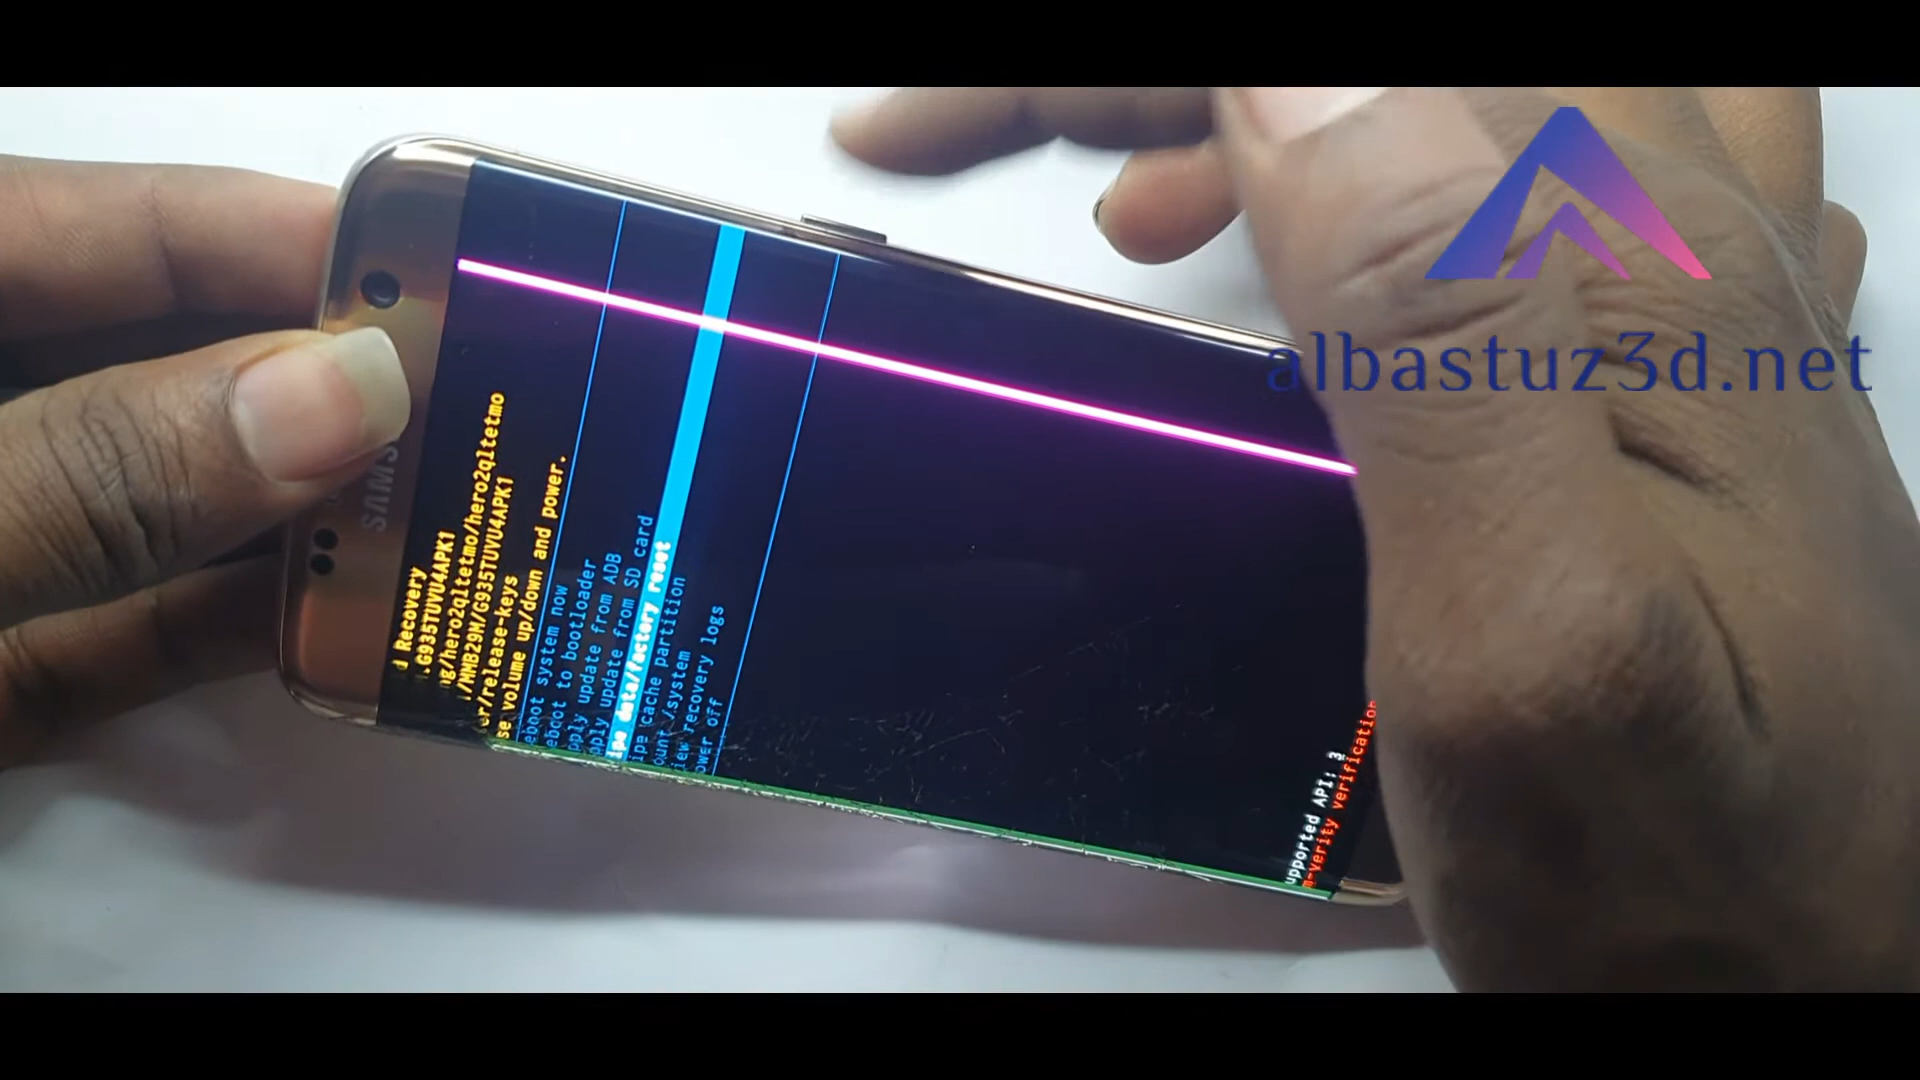 albastuz3d.net
SAMS
d Recovery
.G935TUVU4APK1
ng/hero2qltetmo/hero2qltetmo
/MMB29M/G935TUVU4APK1
er/release-keys
se volume up/down and power.
eboot system now
eboot to bootloader
pply update from ADB
pply update from SD card
ipe data/factory reset
ipe cache partition
ount /system
iew recovery logs
ower off
upported API: 3
m-verity verification